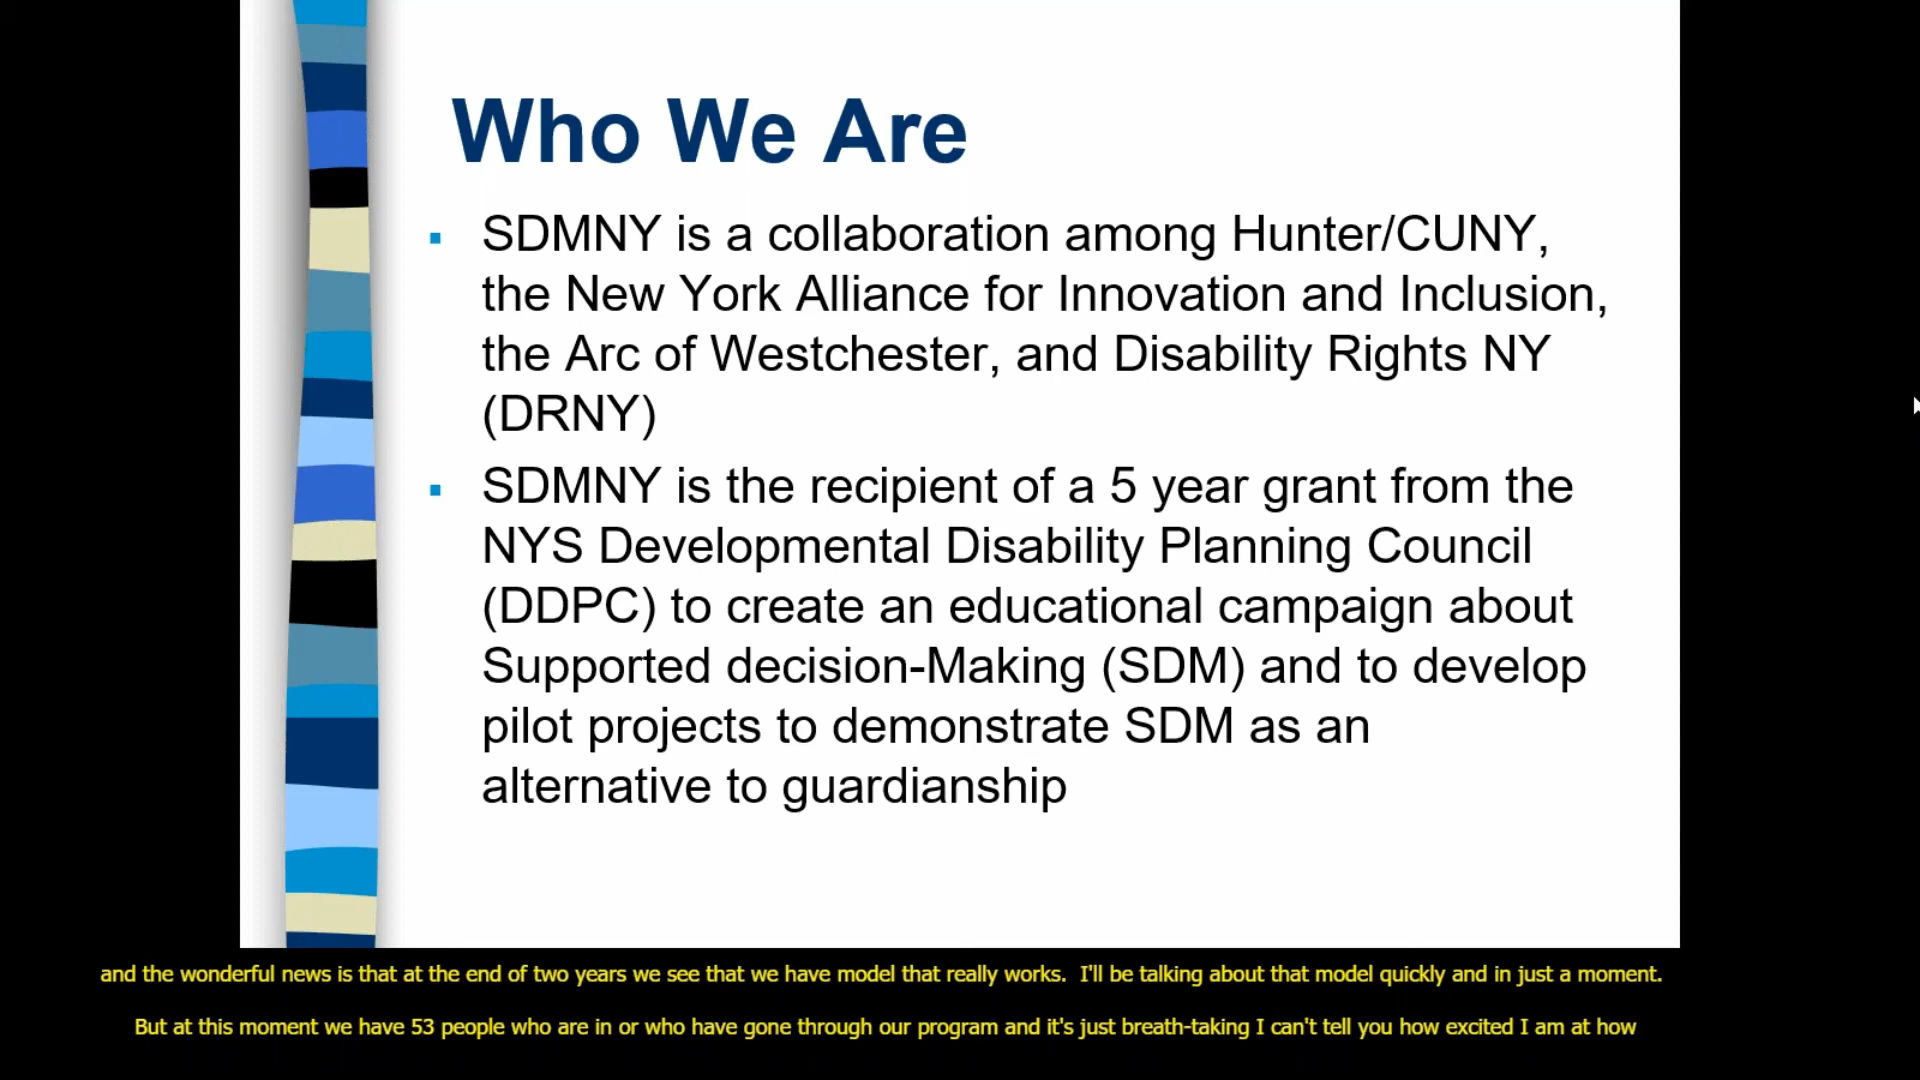 Who We Are
▪ SDMNY is a collaboration among Hunter/CUNY,
the New York Alliance for Innovation and Inclusion,
the Arc of Westchester, and Disability Rights NY
(DRNY)
▪ SDMNY is the recipient of a 5 year grant from the
NYS Developmental Disability Planning Council
(DDPC) to create an educational campaign about
Supported decision-Making (SDM) and to develop
pilot projects to demonstrate SDM as an
alternative to guardianship
and the wonderful news is that at the end of two years we see that we have model that really works.  I'll be talking about that model quickly and in just a moment.
But at this moment we have 53 people who are in or who have gone through our program and it's just breath-taking I can't tell you how excited I am at how